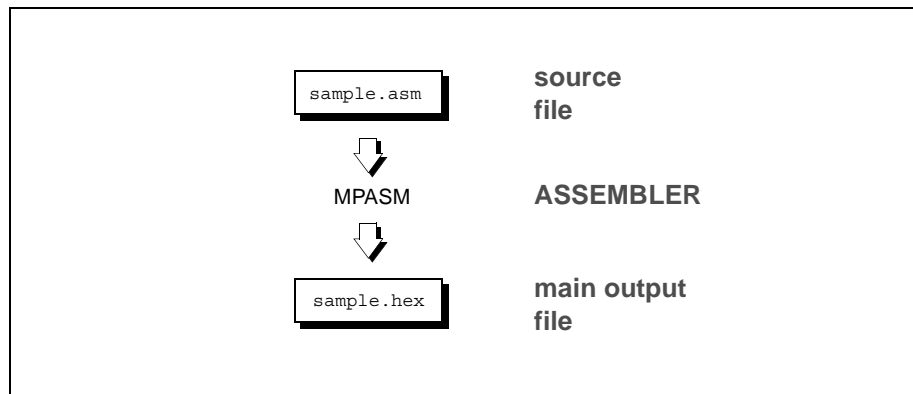 sample.asm
source
file
MPASM
ASSEMBLER
sample.hex
main output
file